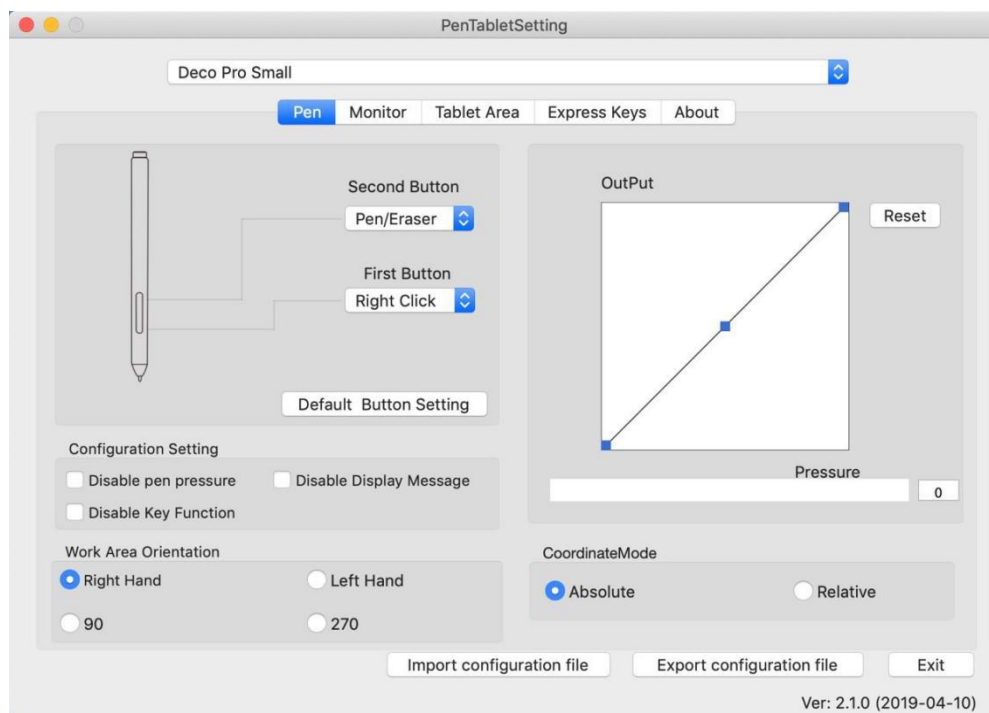 PenTabletSetting
Deco Pro Small
Pen Monitor Tablet Area Express Keys About
Second Button
Pen/Eraser
First Button
Right Click
Default Button Setting
OutPut
Reset
Pressure
0
Configuration Setting
Disable pen pressure Disable Display Message
Disable Key Function
Work Area Orientation
Right Hand Left Hand
90 270
CoordinateMode
Absolute Relative
Import configuration file Export configuration file Exit
Ver: 2.1.0 (2019-04-10)